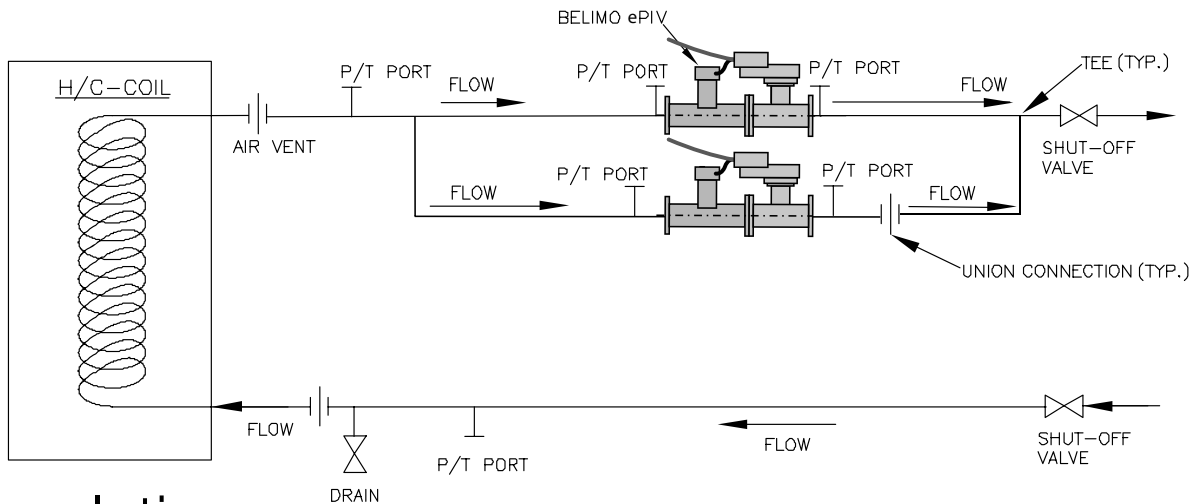 BELIMO ePIV
H/C-COIL
P/T PORT
FLOW
P/T PORT
P/T PORT
FLOW
TEE (TYP.)
AIR VENT
SHUT-OFF
VALVE
FLOW
P/T PORT
P/T PORT
FLOW
UNION CONNECTION (TYP.)
FLOW
P/T PORT
FLOW
SHUT-OFF
VALVE
DRAIN